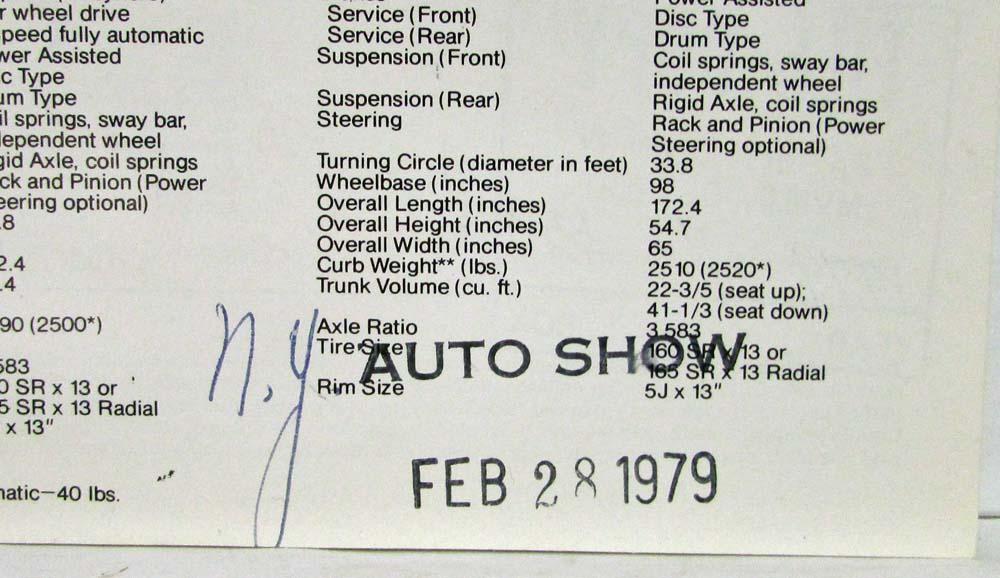 r wheel drive
peed fully automatic
wer Assisted
c Type
um Type
il springs, sway bar,
dependent wheel
gid Axle, coil springs
ck and Pinion (Power
eering optional)
.8
2.4
.4
90 (2500*)
583
0 SR x 13 or
5 SR x 13 Radial
x 13"
matic—40 lbs.
Service (Front)
Service (Rear)
Suspension (Front)
Suspension (Rear)
Steering
Turning Circle (diameter in feet)
Wheelbase (inches)
Overall Length (inches)
Overall Height (inches)
Overall Width (inches)
Curb Weight** (lbs.)
Trunk Volume (cu. ft.)
Axle Ratio
Tire Size
Rim Size
Power Assisted
Disc Type
Drum Type
Coil springs, sway bar,
independent wheel
Rigid Axle, coil springs
Rack and Pinion (Power
Steering optional)
33.8
98
172.4
54.7
65
2510 (2520*)
22-3/5 (seat up);
41-1/3 (seat down)
3.583
160 SR x 13 or
165 SR x 13 Radial
5J x 13"
N.Y AUTO SHOW
FEB 28 1979